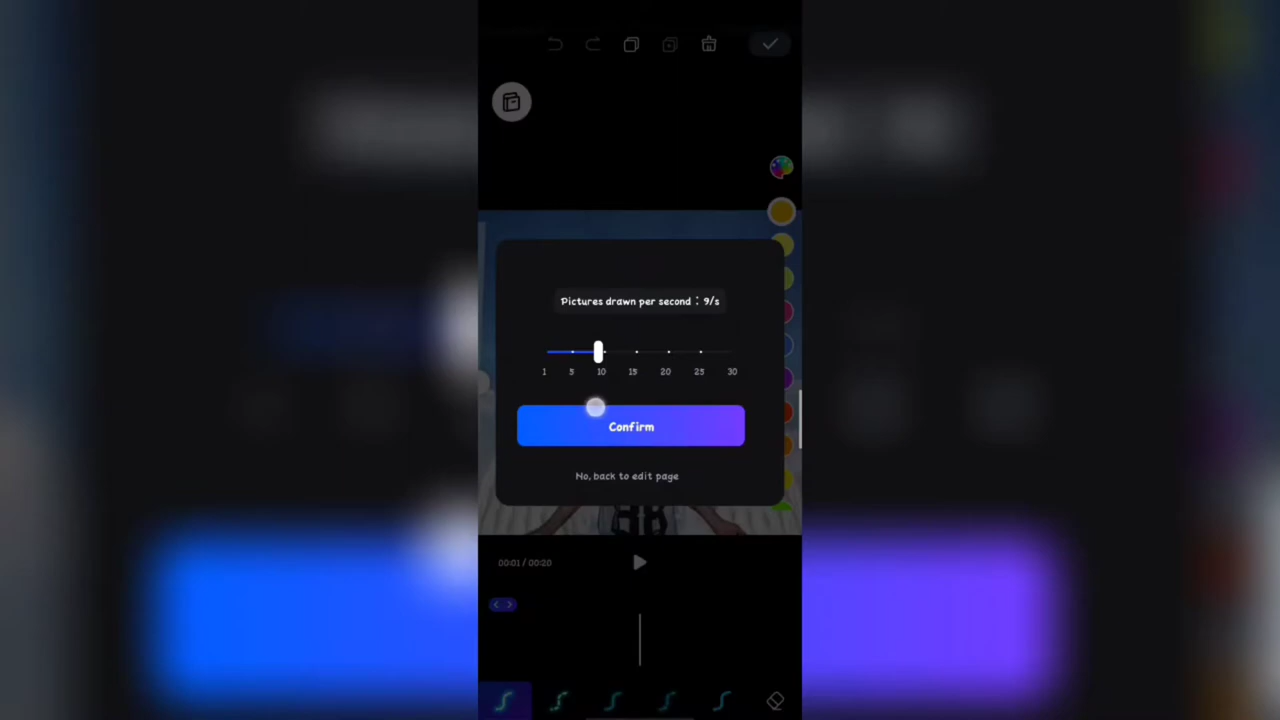 Pictures drawn per second : 9/s
1 5 10 15 20 25 30
Confirm
No, back to edit page
00:01 / 00:20